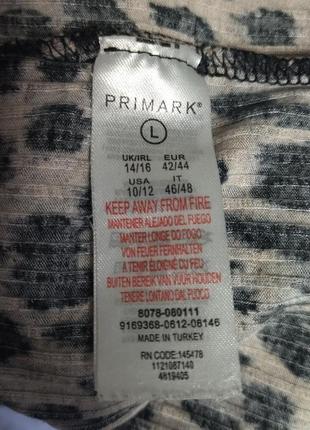 PRIMARK®
L
UK/IRL EUR
14/16 42/44
USA IT
10/12 46/48
KEEP AWAY FROM FIRE
MANTENER ALEJADO DEL FUEGO
MANTER LONGE DO FOGO
VON FEUER FERNHALTEN
A TENIR ÉLOIGNÉ DU FEU
BUITEN BEREIK VAN VUUR HOUDEN
TENERE LONTANO DAL FUOCO
8078-080111
9169368-0612-08146
MADE IN TURKEY
RN CODE:145478
1121087140
4819405